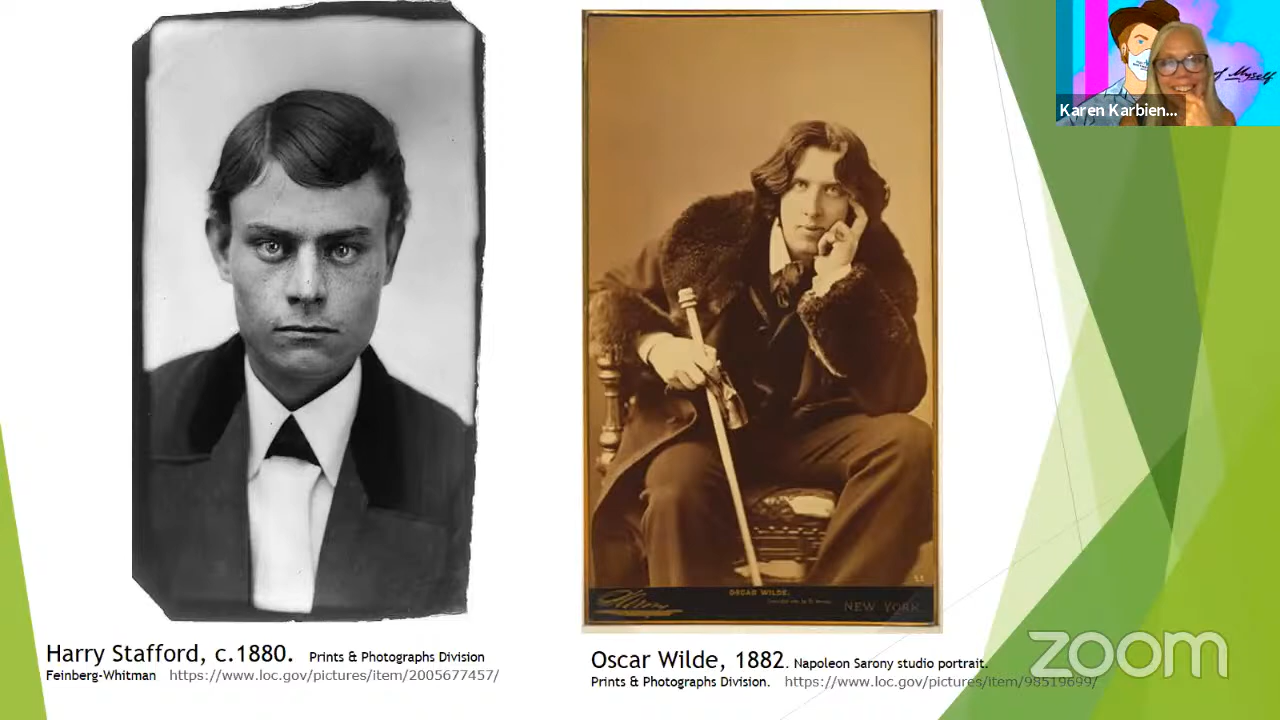 of Myself
Karen Karbien...
OSCAR WILDE.
NEW YORK.
Harry Stafford, c.1880. Prints & Photographs Division
Feinberg-Whitman https://www.loc.gov/pictures/item/2005677457/
Oscar Wilde, 1882. Napoleon Sarony studio portrait.
Prints & Photographs Division. https://www.loc.gov/pictures/item/98519699/
zoom